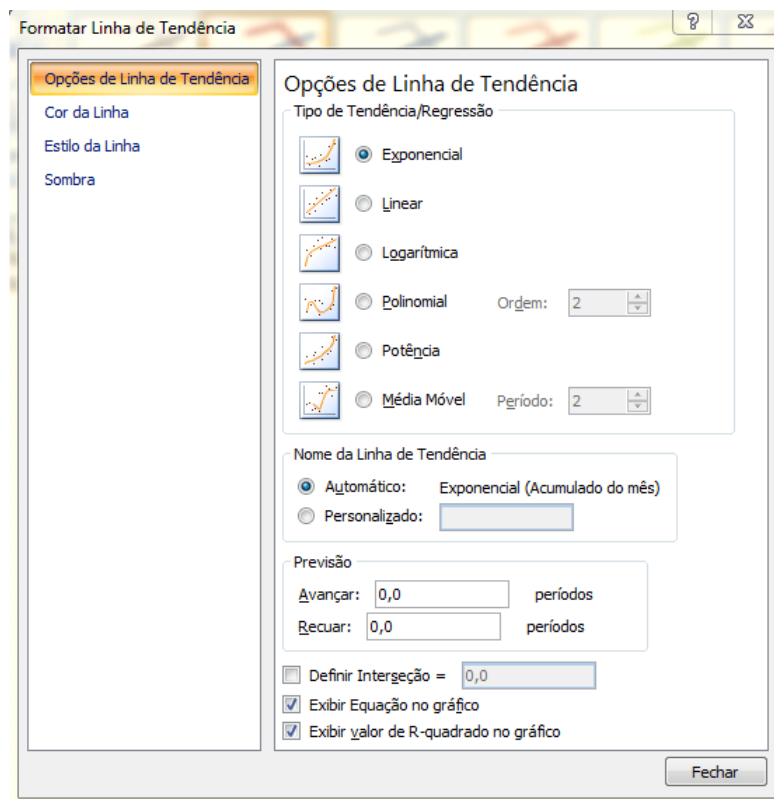 Formatar Linha de Tendência
Opções de Linha de Tendência
Cor da Linha
Estilo da Linha
Sombra
Opções de Linha de Tendência
Tipo de Tendência/Regressão
Exponencial
Linear
Logarítmica
Polinomial Ordem: 2
Potência
Média Móvel Período: 2
Nome da Linha de Tendência
Automático: Exponencial (Acumulado do mês)
Personalizado:
Previsão
Avançar: 0,0 períodos
Recuar: 0,0 períodos
Definir Interseção = 0,0
Exibir Equação no gráfico
Exibir valor de R-quadrado no gráfico
Fechar